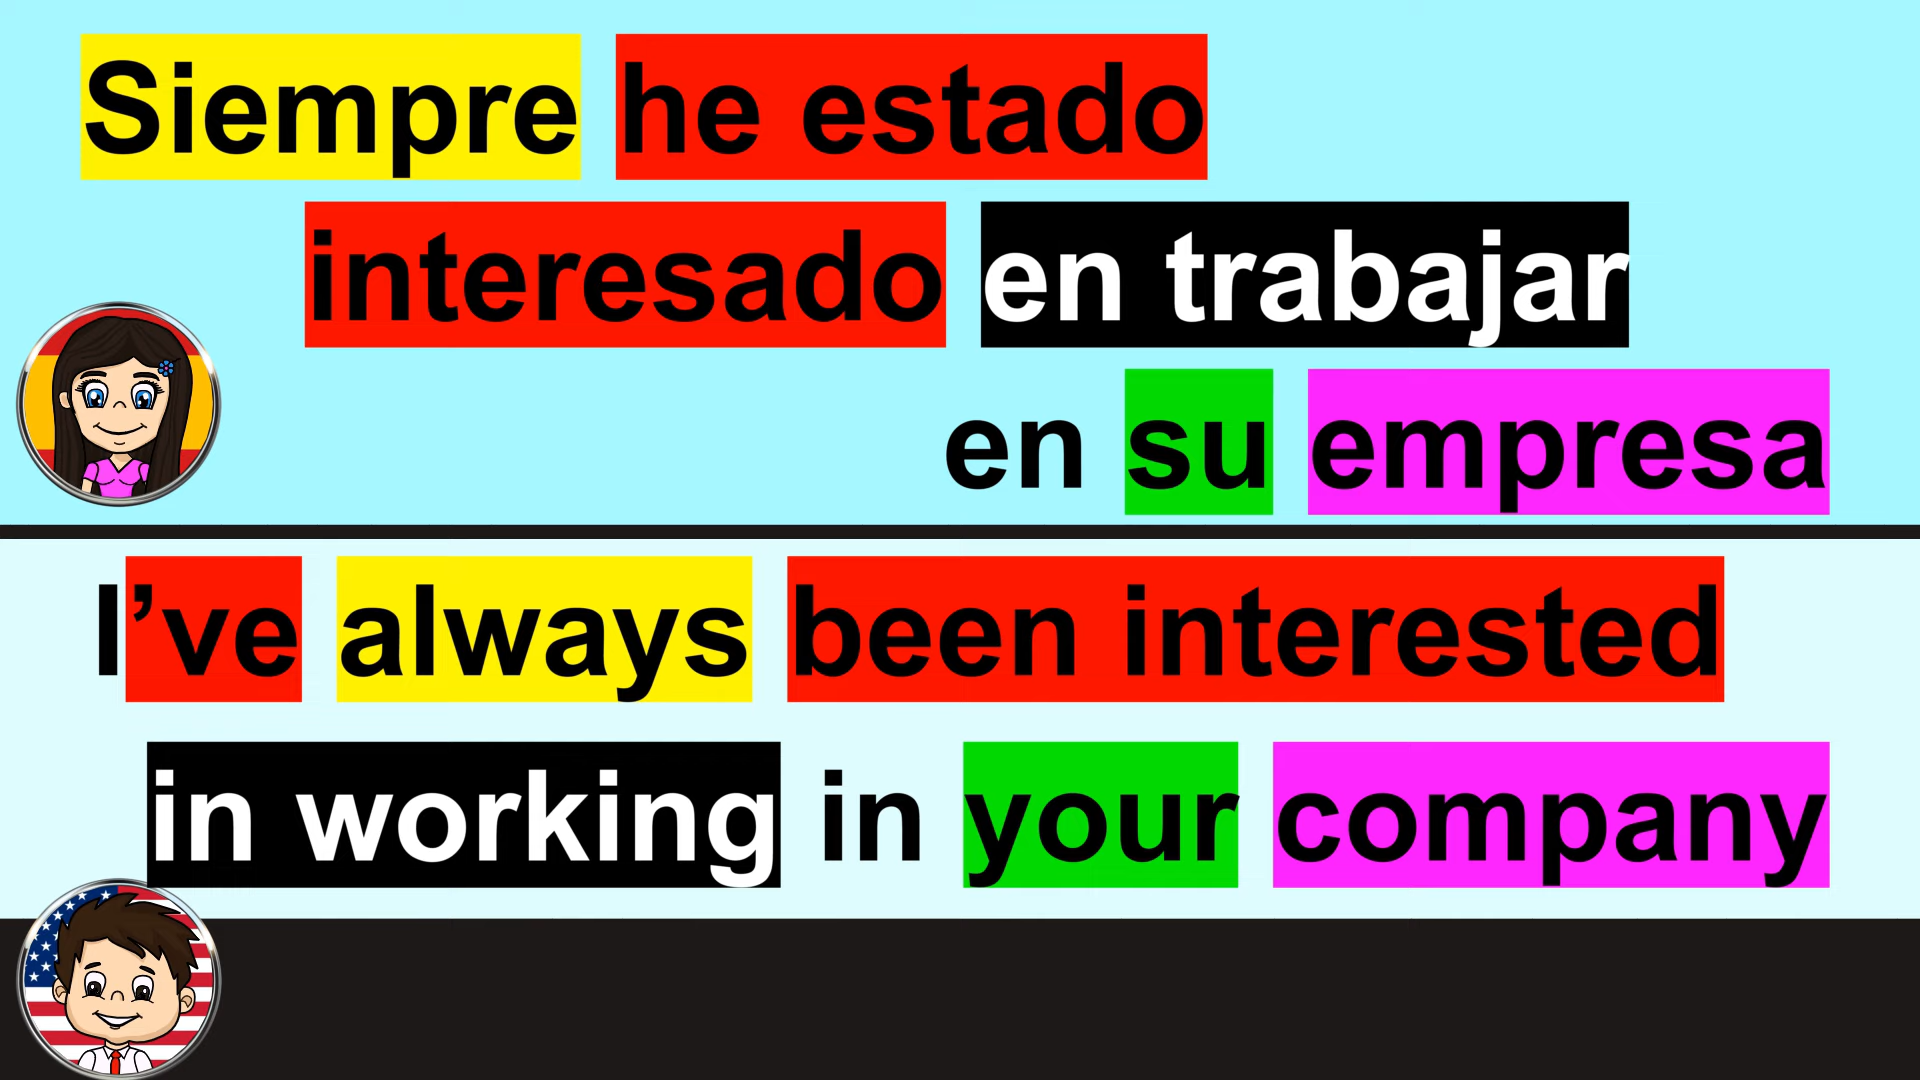 Siempre he estado
interesado en trabajar
en su empresa
I’ve always been interested
in working in your company